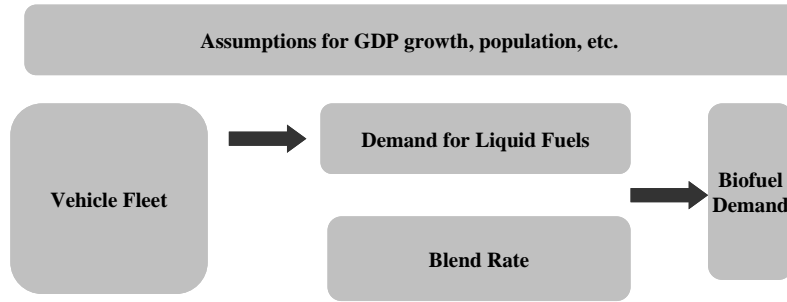 Assumptions for GDP growth, population, etc.
Vehicle Fleet
Demand for Liquid Fuels
Blend Rate
Biofuel
Demand